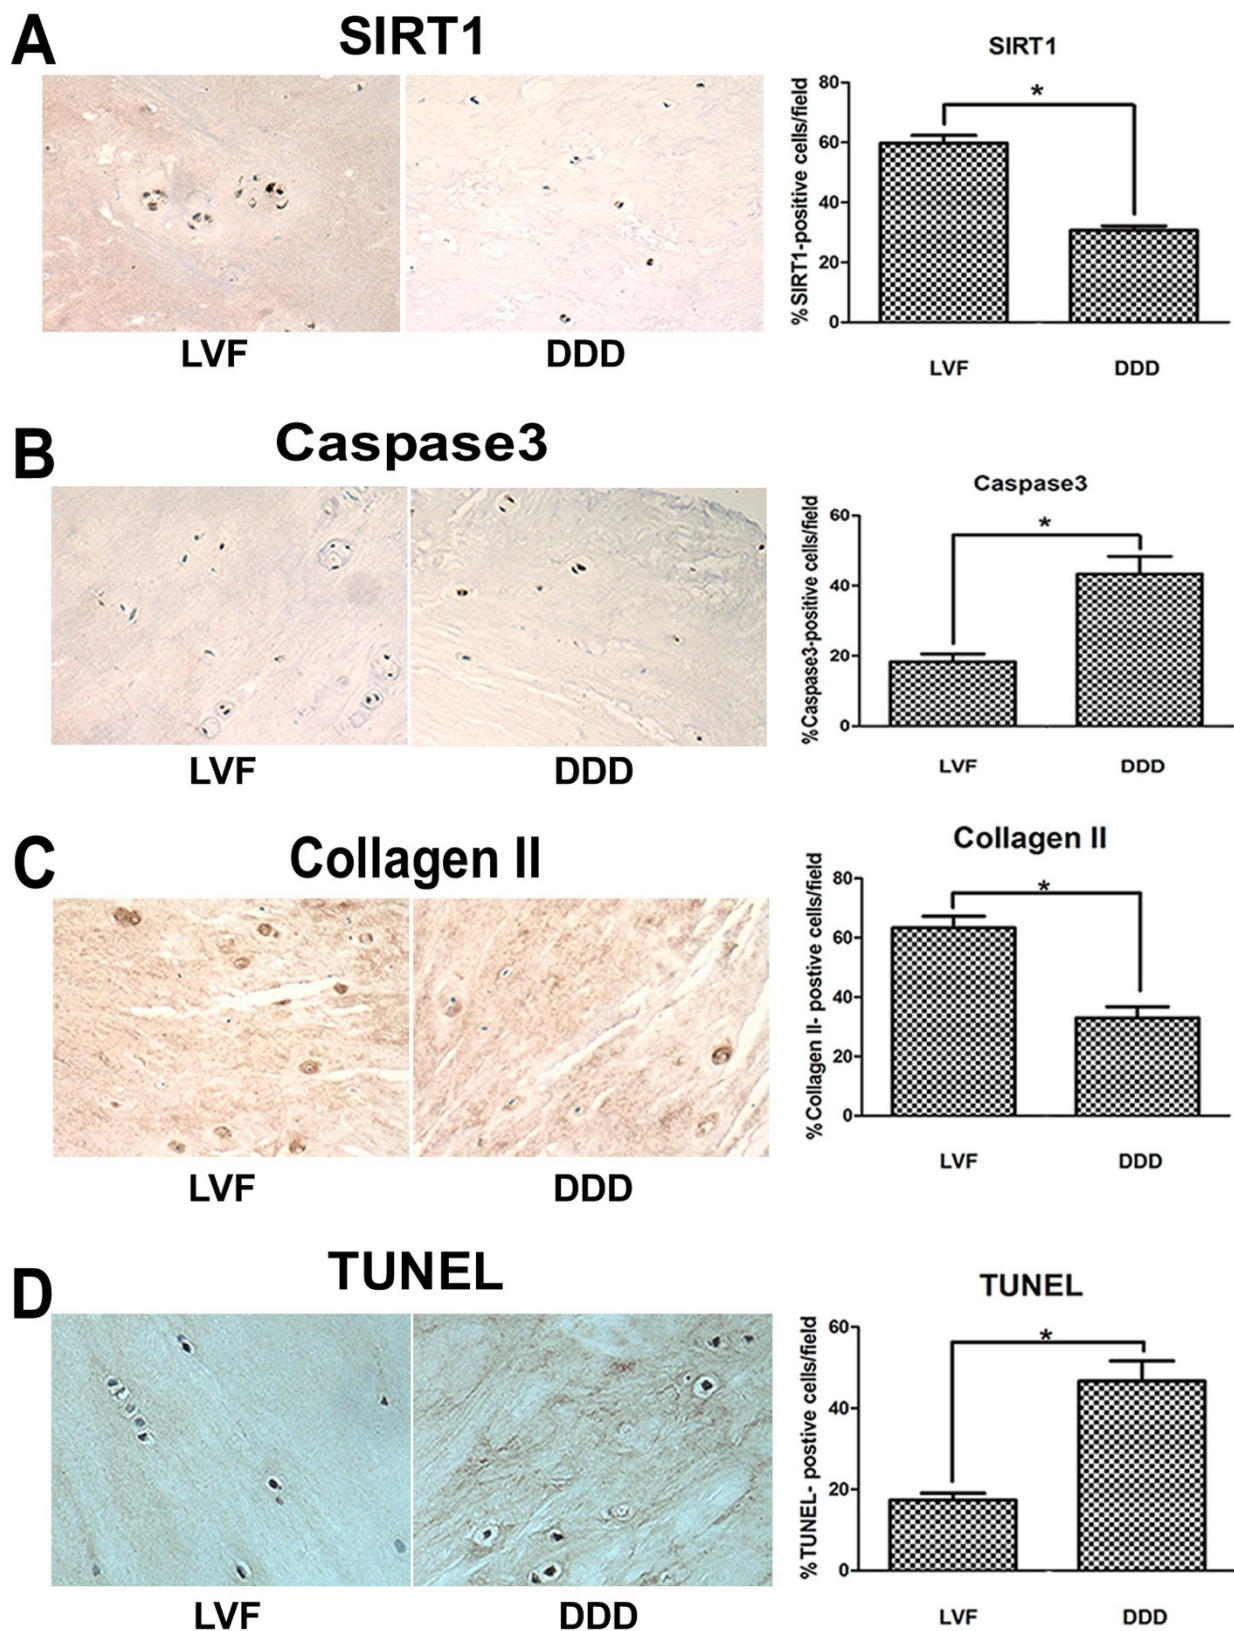 A
SIRT1
LVF
DDD
SIRT1
%SIRT1-positive cells/field
80
60
40
20
0
*
LVF
DDD
B
Caspase3
LVF
DDD
Caspase3
%Caspase3-positive cells/field
60
40
20
0
*
LVF
DDD
C
Collagen II
LVF
DDD
Collagen II
%Collagen II- postive cells/field
80
60
40
20
0
*
LVF
DDD
D
TUNEL
LVF
DDD
TUNEL
%TUNEL- postive cells/field
60
40
20
0
*
LVF
DDD